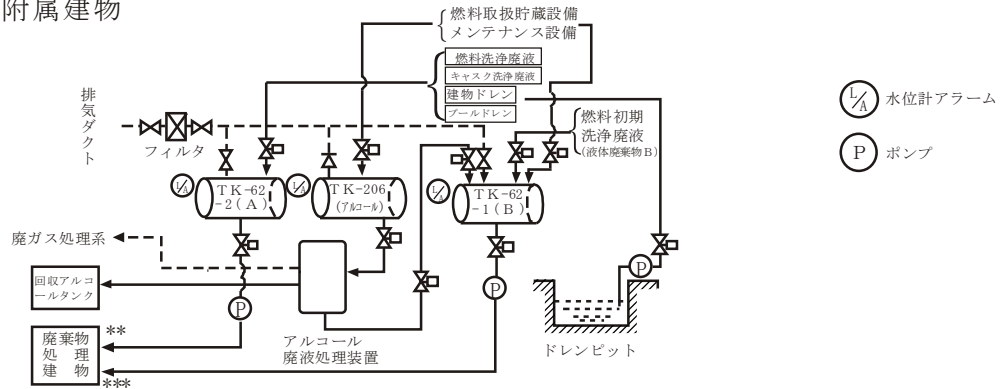 附属建物
燃料取扱貯蔵設備
メンテナンス設備
燃料洗浄廃液
キャスク洗浄廃液
建物ドレン
プールドレン
排気ダクト
フィルタ
燃料初期
洗浄廃液
(液体廃棄物B)
L/A
水位計アラーム
P
ポンプ
L/A
TK-62
-2(A)
L/A
TK-206
(アルコール)
L/A
TK-62
-1(B)
廃ガス処理系
回収アルコ
ールタンク
P
P
P
廃棄物
処 理
建 物
**
***
アルコール
廃液処理装置
ドレンピット